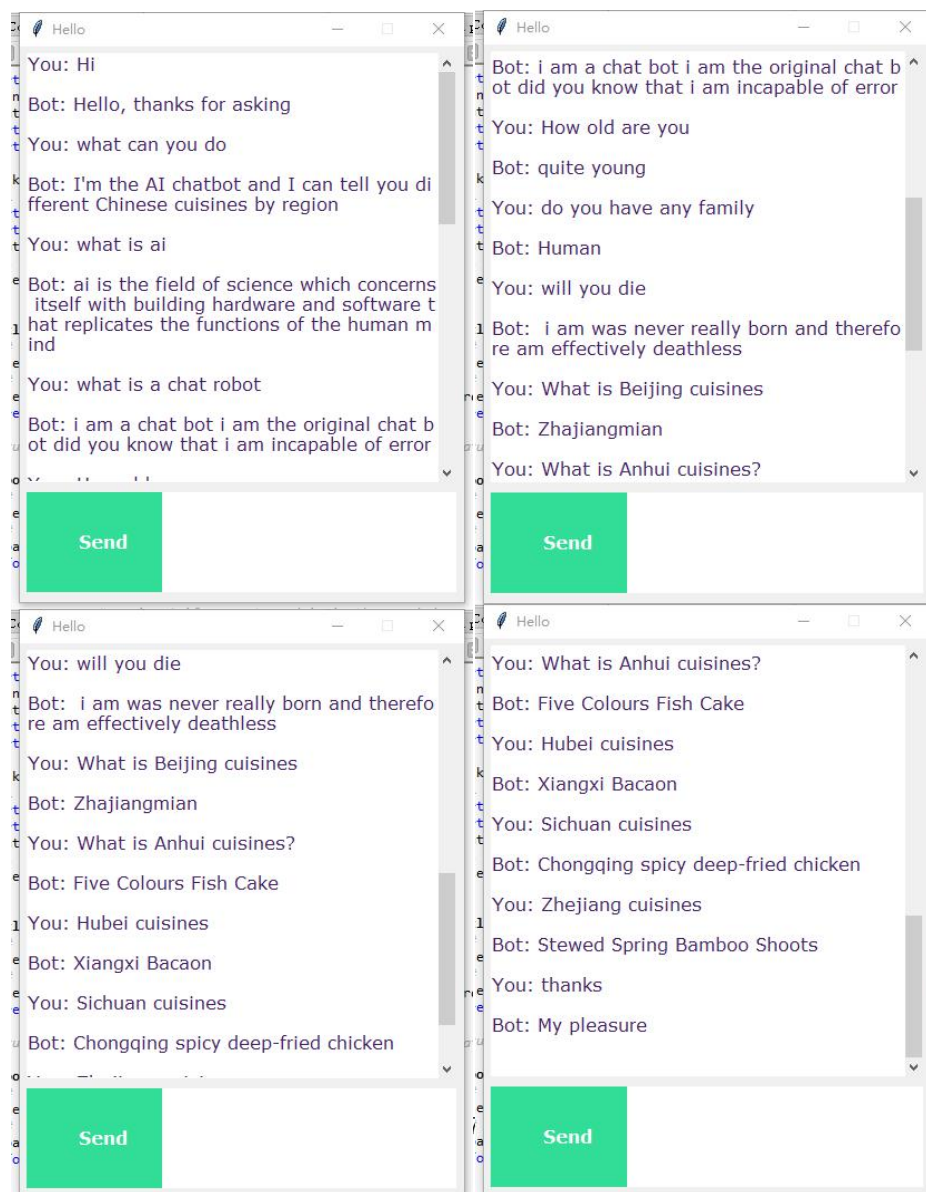 Hello
You: Hi
Bot: Hello, thanks for asking
You: what can you do
Bot: I'm the AI chatbot and I can tell you di
fferent Chinese cuisines by region
You: what is ai
Bot: ai is the field of science which concerns
itself with building hardware and software t
hat replicates the functions of the human m
ind
You: what is a chat robot
Bot: i am a chat bot i am the original chat b
ot did you know that i am incapable of error
Send
Hello
Bot: i am a chat bot i am the original chat b
ot did you know that i am incapable of error
You: How old are you
Bot: quite young
You: do you have any family
Bot: Human
You: will you die
Bot:  i am was never really born and therefo
re am effectively deathless
You: What is Beijing cuisines
Bot: Zhajiangmian
You: What is Anhui cuisines?
Send
Hello
You: will you die
Bot:  i am was never really born and therefo
re am effectively deathless
You: What is Beijing cuisines
Bot: Zhajiangmian
You: What is Anhui cuisines?
Bot: Five Colours Fish Cake
You: Hubei cuisines
Bot: Xiangxi Bacaon
You: Sichuan cuisines
Bot: Chongqing spicy deep-fried chicken
Send
Hello
You: What is Anhui cuisines?
Bot: Five Colours Fish Cake
You: Hubei cuisines
Bot: Xiangxi Bacaon
You: Sichuan cuisines
Bot: Chongqing spicy deep-fried chicken
You: Zhejiang cuisines
Bot: Stewed Spring Bamboo Shoots
You: thanks
Bot: My pleasure
Send